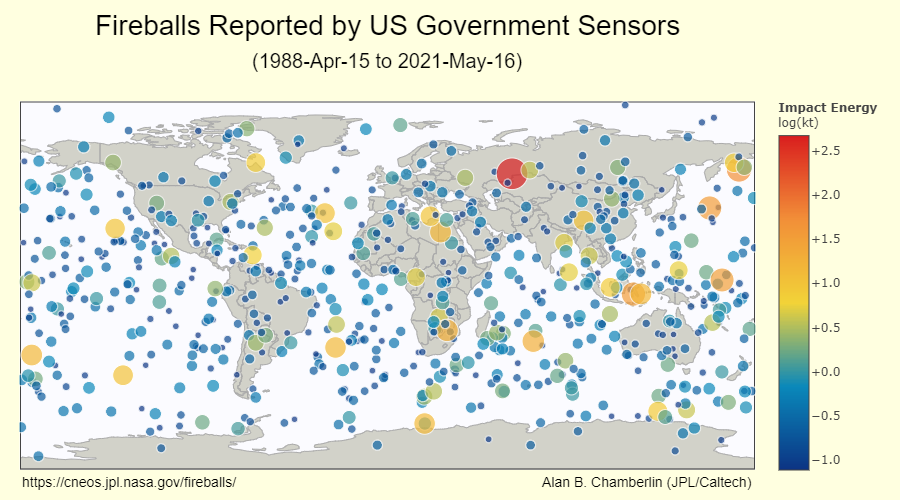 Fireballs Reported by US Government Sensors
(1988-Apr-15 to 2021-May-16)
Impact Energy
log(kt)
+2.5
+2.0
+1.5
+1.0
+0.5
+0.0
−0.5
−1.0
https://cneos.jpl.nasa.gov/fireballs/
Alan B. Chamberlin (JPL/Caltech)